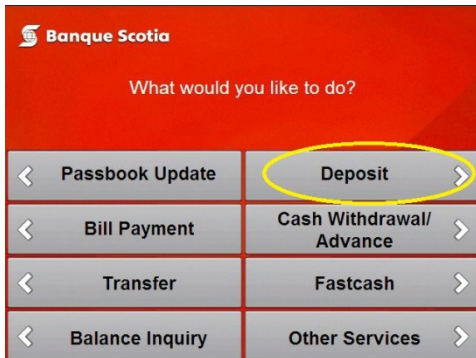 Banque Scotia
What would you like to do?
Passbook Update
Deposit
Bill Payment
Cash Withdrawal/
Advance
Transfer
Fastcash
Balance Inquiry
Other Services